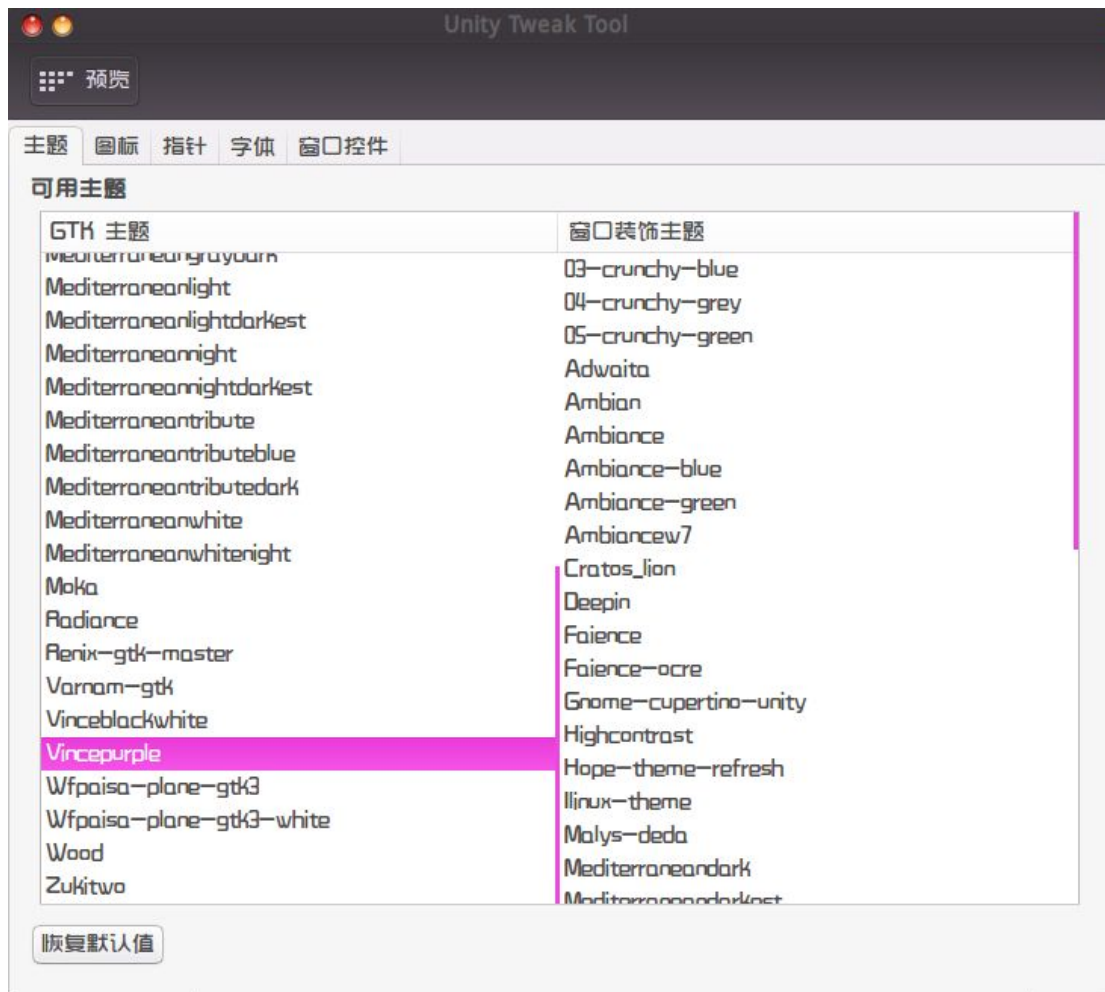 Unity Tweak Tool
预览
主题 图标 指针 字体 窗口控件
可用主题
GTK 主题
Mediterraneangraydark
Mediterraneanlight
Mediterraneanlightdarkest
Mediterraneannight
Mediterraneannightdarkest
Mediterraneantribute
Mediterraneantributeblue
Mediterraneantributedark
Mediterraneanwhite
Mediterraneanwhitenight
Moka
Radiance
Renix-gtk-master
Varnam-gtk
Vinceblackwhite
Vincepurple
Wfpaisa-plane-gtk3
Wfpaisa-plane-gtk3-white
Wood
Zukitwo
窗口装饰主题
03-crunchy-blue
04-crunchy-grey
05-crunchy-green
Adwaita
Ambian
Ambiance
Ambiance-blue
Ambiance-green
Ambiancew7
Cratos_lion
Deepin
Faience
Faience-ocre
Gnome-cupertino-unity
Highcontrast
Hope-theme-refresh
Ilinux-theme
Malys-deda
Mediterraneandark
Mediterraneandarkest
恢复默认值